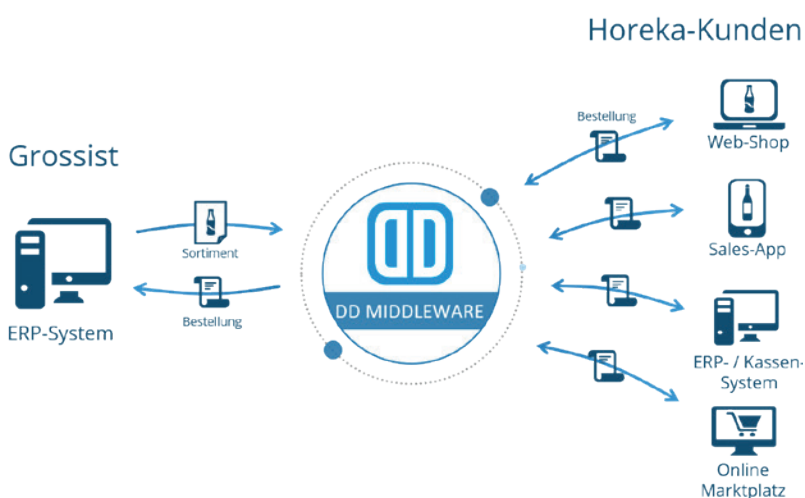 Horeka-Kunden
Bestellung
Web-Shop
Grossist
Sortiment
Sales-App
DD MIDDLEWARE
Bestellung
ERP-System
ERP- / Kassen-
System
Online
Marktplatz